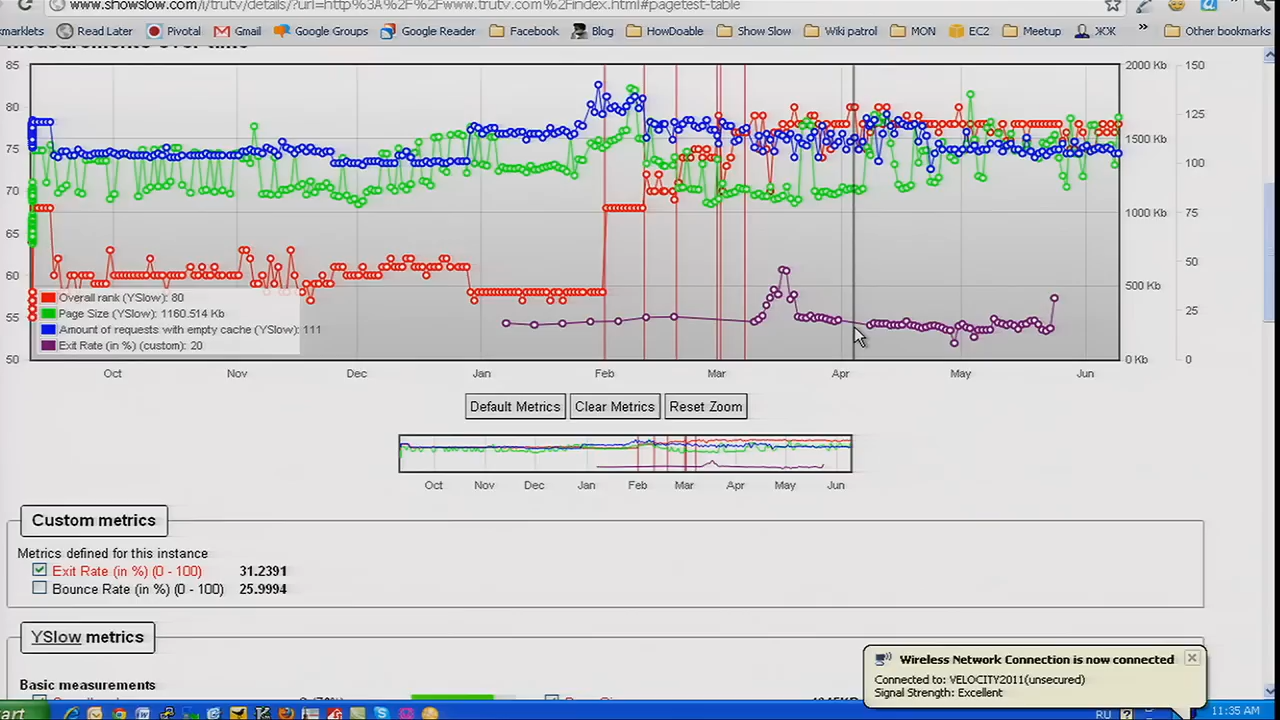 www.showslow.com/i/trutv/details/?url=http%3A%2F%2Fwww.trutv.com%2Findex.html#pagetest-table
marklets Read Later Pivotal Gmail Google Groups Google Reader Facebook Blog HowDoable Show Slow Wiki patrol MON EC2 Meetup ЖЖ » Other bookmarks
Measurements over time
85 2000 Kb 150
80 125
75 1500 Kb 100
70
65 1000 Kb 75
60 50
500 Kb
55 25
50 0 Kb 0
Overall rank (YSlow): 80
Page Size (YSlow): 1160.514 Kb
Amount of requests with empty cache (YSlow): 111
Exit Rate (in %) (custom): 20
Oct Nov Dec Jan Feb Mar Apr May Jun
Default Metrics Clear Metrics Reset Zoom
Oct Nov Dec Jan Feb Mar Apr May Jun
Custom metrics
Metrics defined for this instance
Exit Rate (in %) (0 - 100) 31.2391
Bounce Rate (in %) (0 - 100) 25.9994
YSlow metrics
Basic measurements
Wireless Network Connection is now connected
Connected to: VELOCITY2011(unsecured)
Signal Strength: Excellent
start RU 11:35 AM